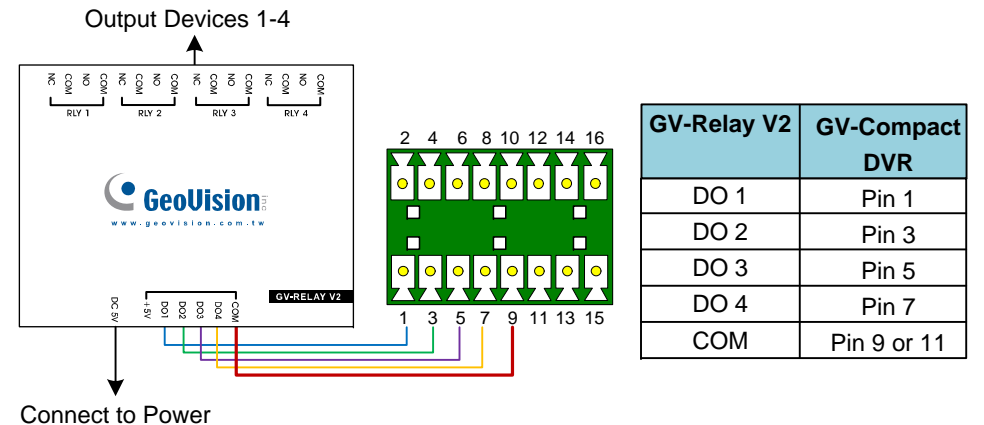 Output Devices 1-4
NC COM NO COM NC COM NO COM NC COM NO COM NC COM NO COM
RLY 1 RLY 2 RLY 3 RLY 4
GeoVision Inc
www.geovision.com.tw
GV-RELAY V2
DC 5V +5V DO1 DO2 DO3 DO4 COM
Connect to Power
2 4 6 8 10 12 14 16
1 3 5 7 9 11 13 15
GV-Relay V2 GV-Compact
DVR
DO 1 Pin 1
DO 2 Pin 3
DO 3 Pin 5
DO 4 Pin 7
COM Pin 9 or 11